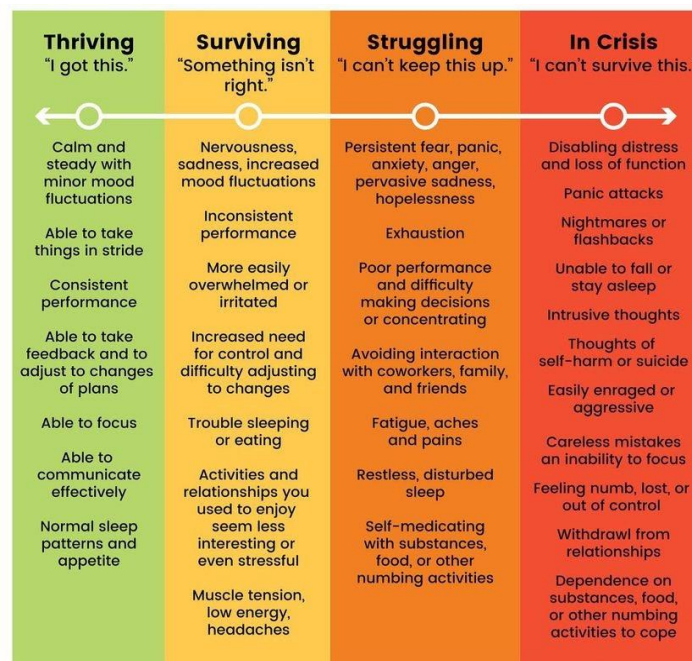 Thriving
"I got this."
Calm and
steady with
minor mood
fluctuations
Able to take
things in stride
Consistent
performance
Able to take
feedback and to
adjust to changes
of plans
Able to focus
Able to
communicate
effectively
Normal sleep
patterns and
appetite
Surviving
"Something isn't
right."
Nervousness,
sadness, increased
mood fluctuations
Inconsistent
performance
More easily
overwhelmed or
irritated
Increased need
for control and
difficulty adjusting
to changes
Trouble sleeping
or eating
Activities and
relationships you
used to enjoy
seem less
interesting or
even stressful
Muscle tension,
low energy,
headaches
Struggling
"I can't keep this up."
Persistent fear, panic,
anxiety, anger,
pervasive sadness,
hopelessness
Exhaustion
Poor performance
and difficulty
making decisions
or concentrating
Avoiding interaction
with coworkers, family,
and friends
Fatigue, aches
and pains
Restless, disturbed
sleep
Self-medicating
with substances,
food, or other
numbing activities
In Crisis
"I can't survive this.
Disabling distress
and loss of function
Panic attacks
Nightmares or
flashbacks
Unable to fall or
stay asleep
Intrusive thoughts
Thoughts of
self-harm or suicide
Easily enraged or
aggressive
Careless mistakes
an inability to focus
Feeling numb, lost, or
out of control
Withdrawl from
relationships
Dependence on
substances, food,
or other numbing
activities to cope